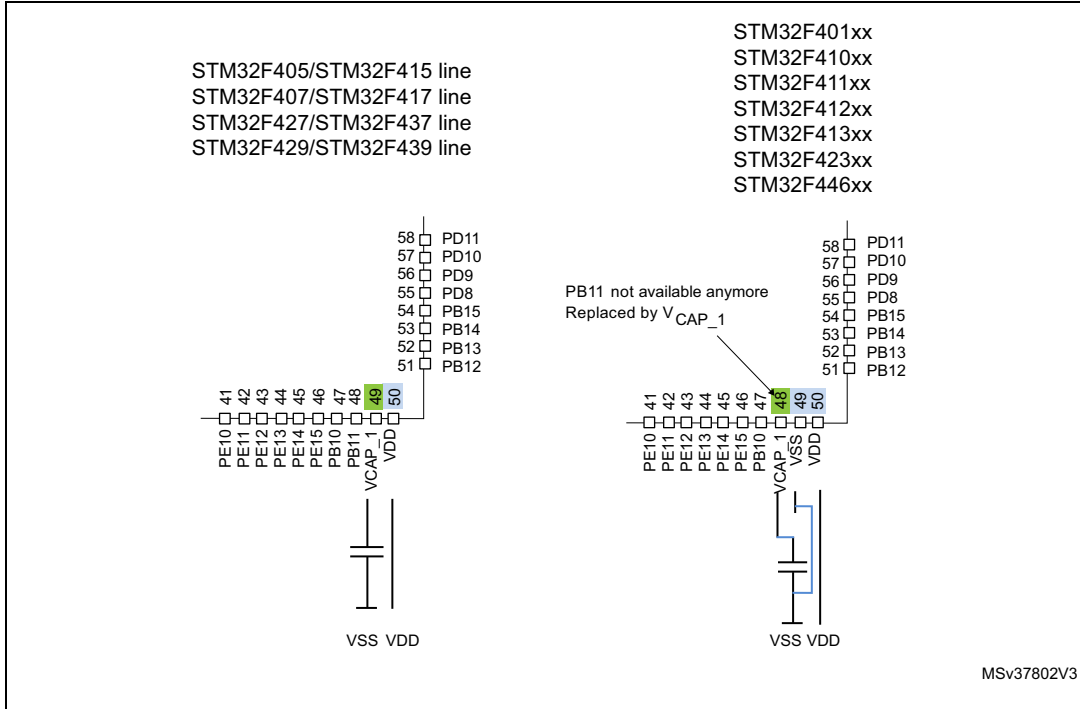 STM32F405/STM32F415 line
STM32F407/STM32F417 line
STM32F427/STM32F437 line
STM32F429/STM32F439 line
58 PD11
57 PD10
56 PD9
55 PD8
54 PB15
53 PB14
52 PB13
51 PB12
41 42 43 44 45 46 47 48 49 50
PE10 PE11 PE12 PE13 PE14 PE15 PB10 PB11 VCAP_1 VDD
VSS VDD
STM32F401xx
STM32F410xx
STM32F411xx
STM32F412xx
STM32F413xx
STM32F423xx
STM32F446xx
PB11 not available anymore
Replaced by VCAP_1
58 PD11
57 PD10
56 PD9
55 PD8
54 PB15
53 PB14
52 PB13
51 PB12
41 42 43 44 45 46 47 48 49 50
PE10 PE11 PE12 PE13 PE14 PE15 PB10 VCAP_1 VSS VDD
VSS VDD
MSv37802V3